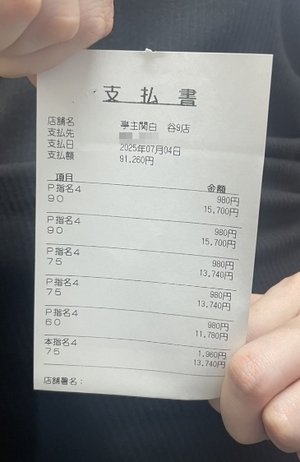 支払書
店舗名 亭主関白 谷9店
支払先
支払日 2025年07月04日
支払額 91,260円
項目 金額
P指名4 980円
90 15,700円
P指名4 980円
90 15,700円
P指名4 980円
75 13,740円
P指名4 980円
75 13,740円
P指名4 980円
60 11,780円
本指名4 1,960円
75 13,740円
店舗署名: